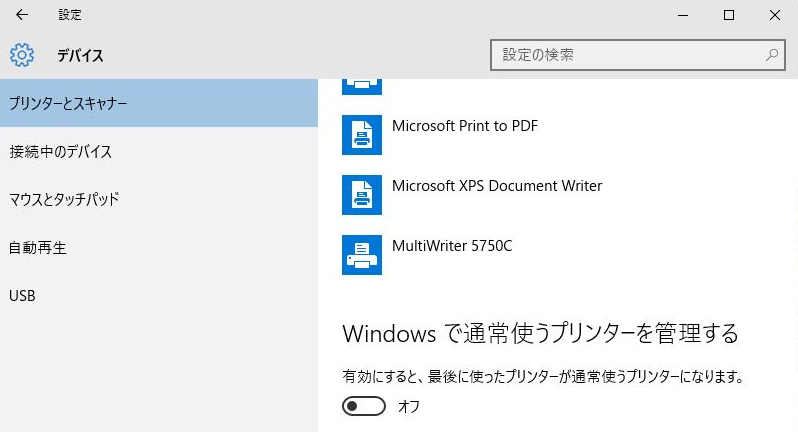 設定
デバイス
設定の検索
プリンターとスキャナー
接続中のデバイス
マウスとタッチパッド
自動再生
USB
Microsoft Print to PDF
Microsoft XPS Document Writer
MultiWriter 5750C
Windows で通常使うプリンターを管理する
有効にすると、最後に使ったプリンターが通常使うプリンターになります。
オフ